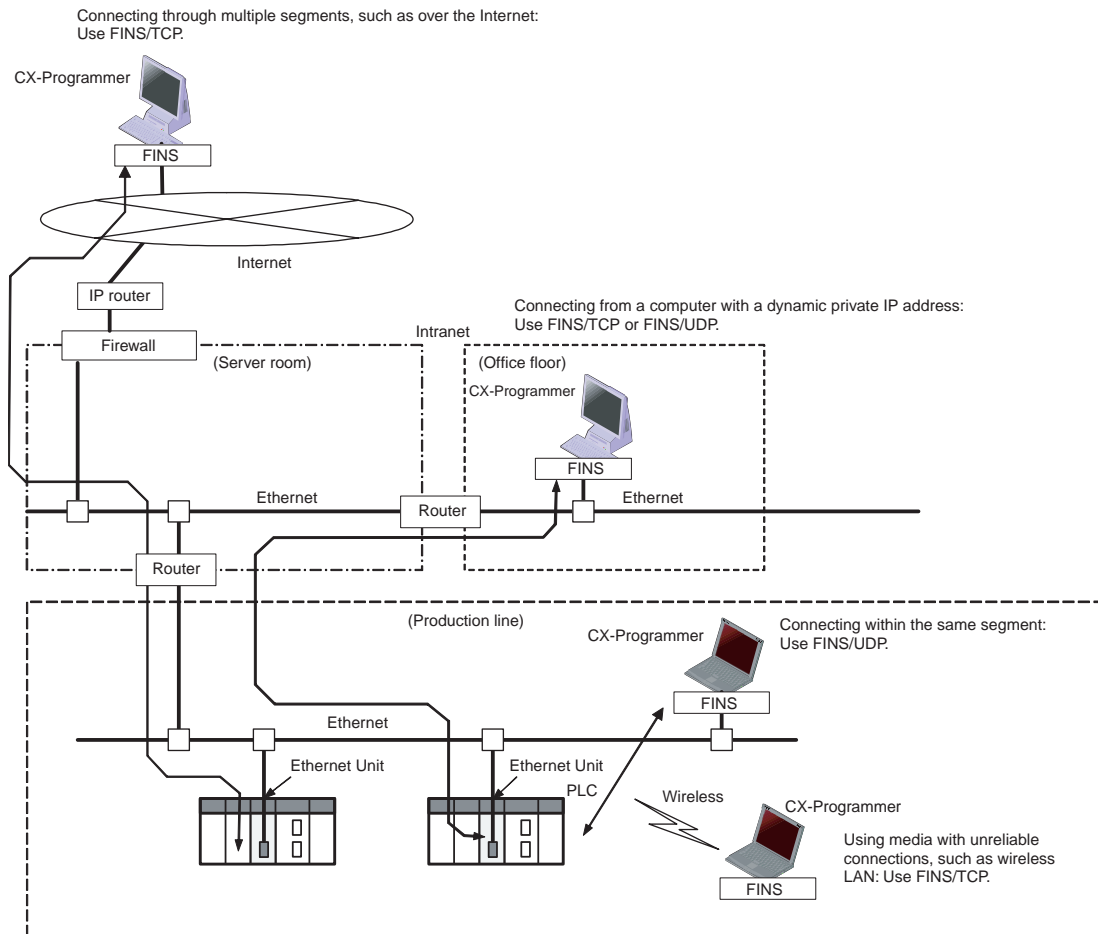 Connecting through multiple segments, such as over the Internet:
Use FINS/TCP.
CX-Programmer
FINS
Internet
IP router
Firewall
Intranet
(Server room)
Connecting from a computer with a dynamic private IP address:
Use FINS/TCP or FINS/UDP.
(Office floor)
CX-Programmer
FINS
Ethernet
Router
Ethernet
Router
(Production line)
CX-Programmer
Connecting within the same segment:
Use FINS/UDP.
FINS
Ethernet
Ethernet Unit
Ethernet Unit
PLC
Wireless
CX-Programmer
Using media with unreliable
connections, such as wireless
LAN: Use FINS/TCP.
FINS